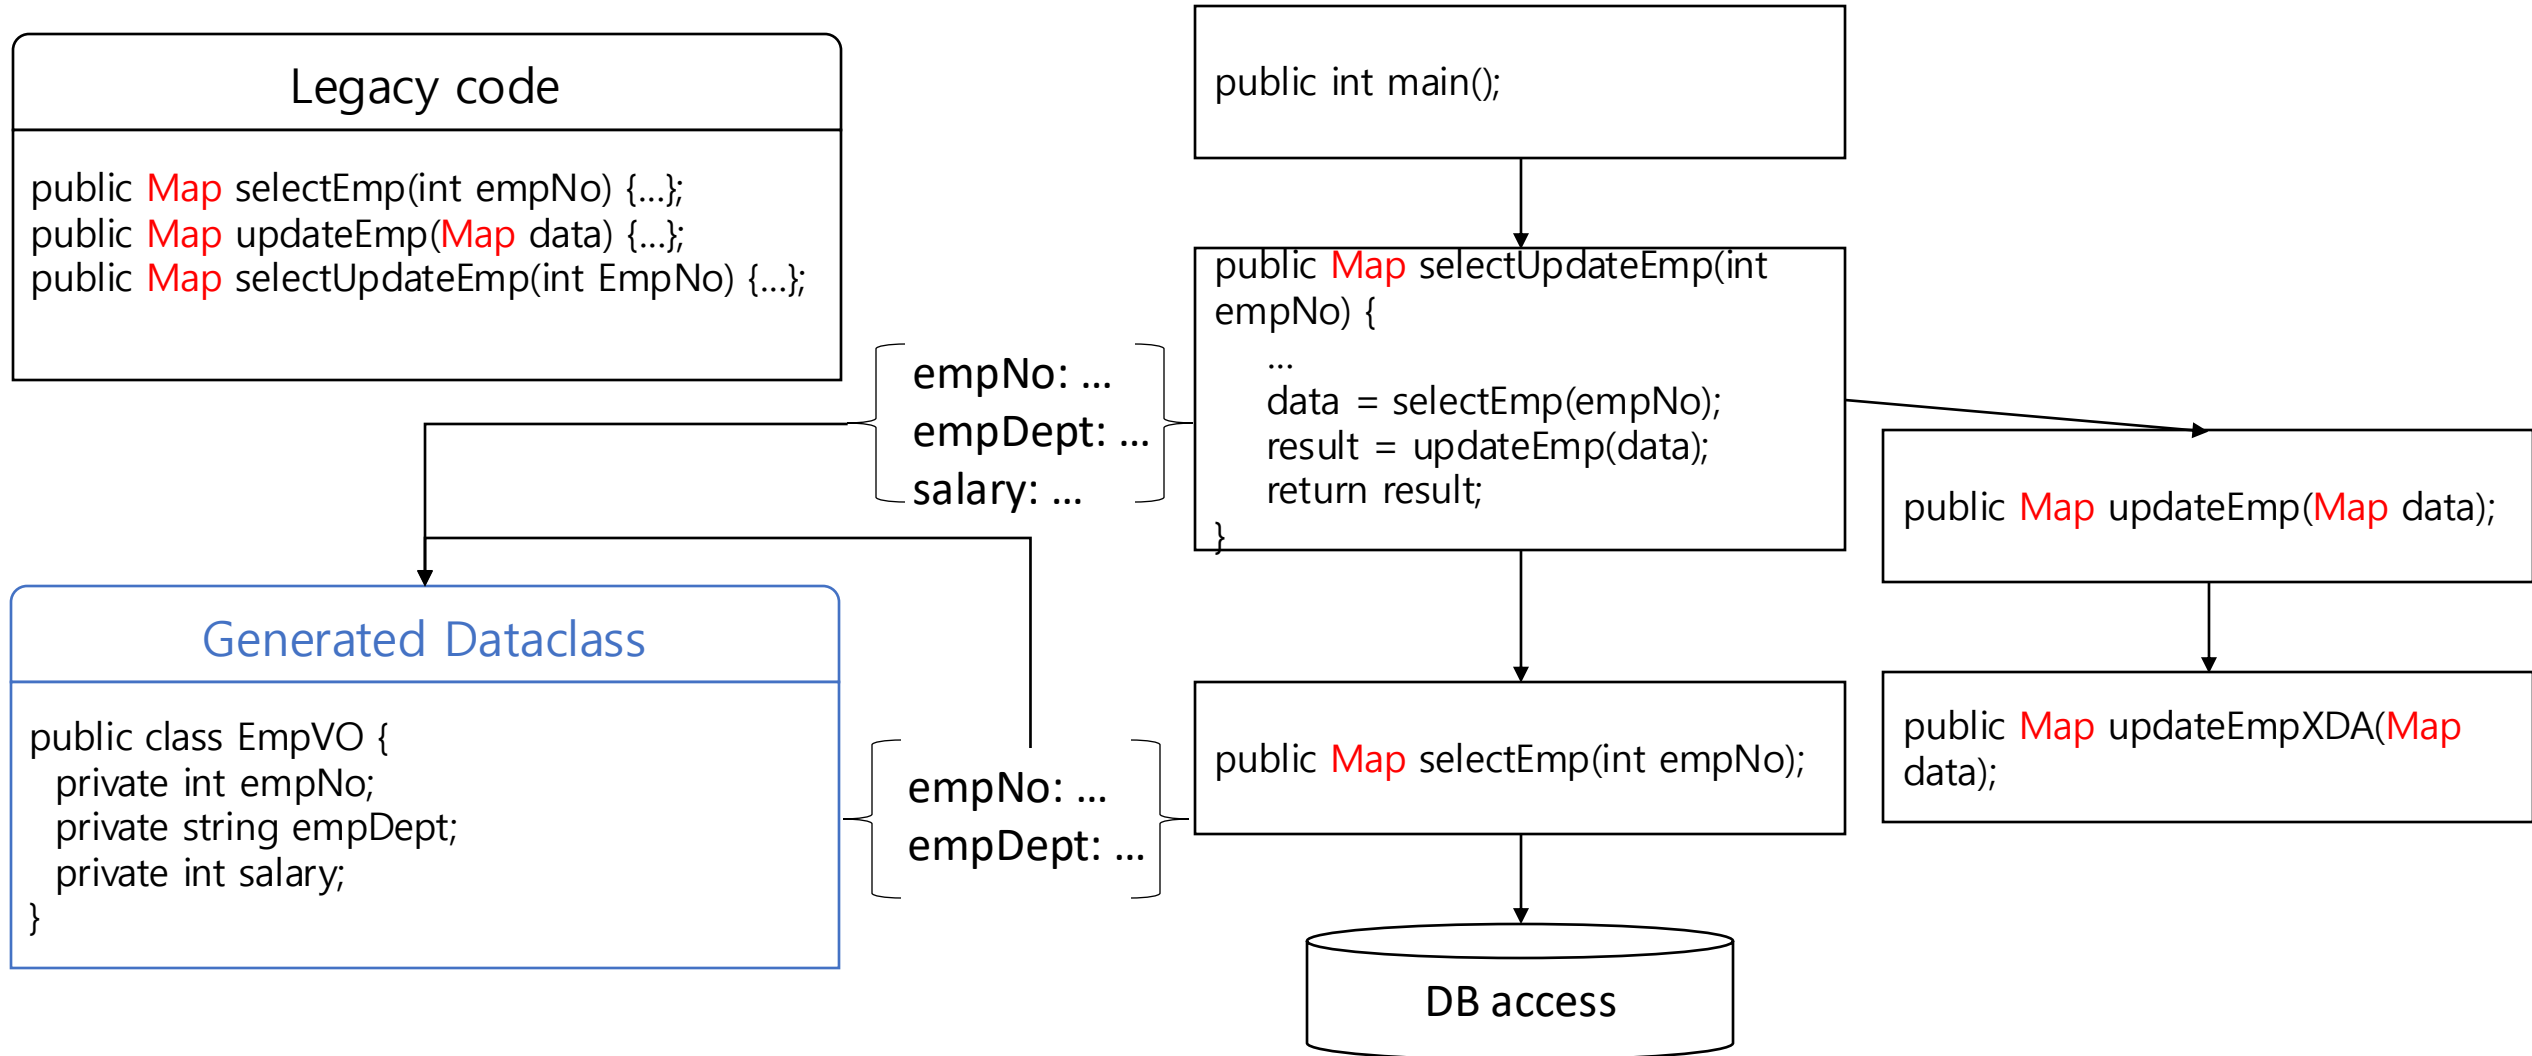 Legacy code
public Map selectEmp(int empNo) {...};
public Map updateEmp(Map data) {...};
public Map selectUpdateEmp(int EmpNo) {...};
public int main();
public Map selectUpdateEmp(int
empNo) {
...
data = selectEmp(empNo);
result = updateEmp(data);
return result;
}
empNo: ...
empDept: ...
salary: ...
public Map updateEmp(Map data);
Generated Dataclass
public class EmpVO {
private int empNo;
private string empDept;
private int salary;
}
empNo: ...
empDept: ...
public Map selectEmp(int empNo);
public Map updateEmpXDA(Map
data);
DB access